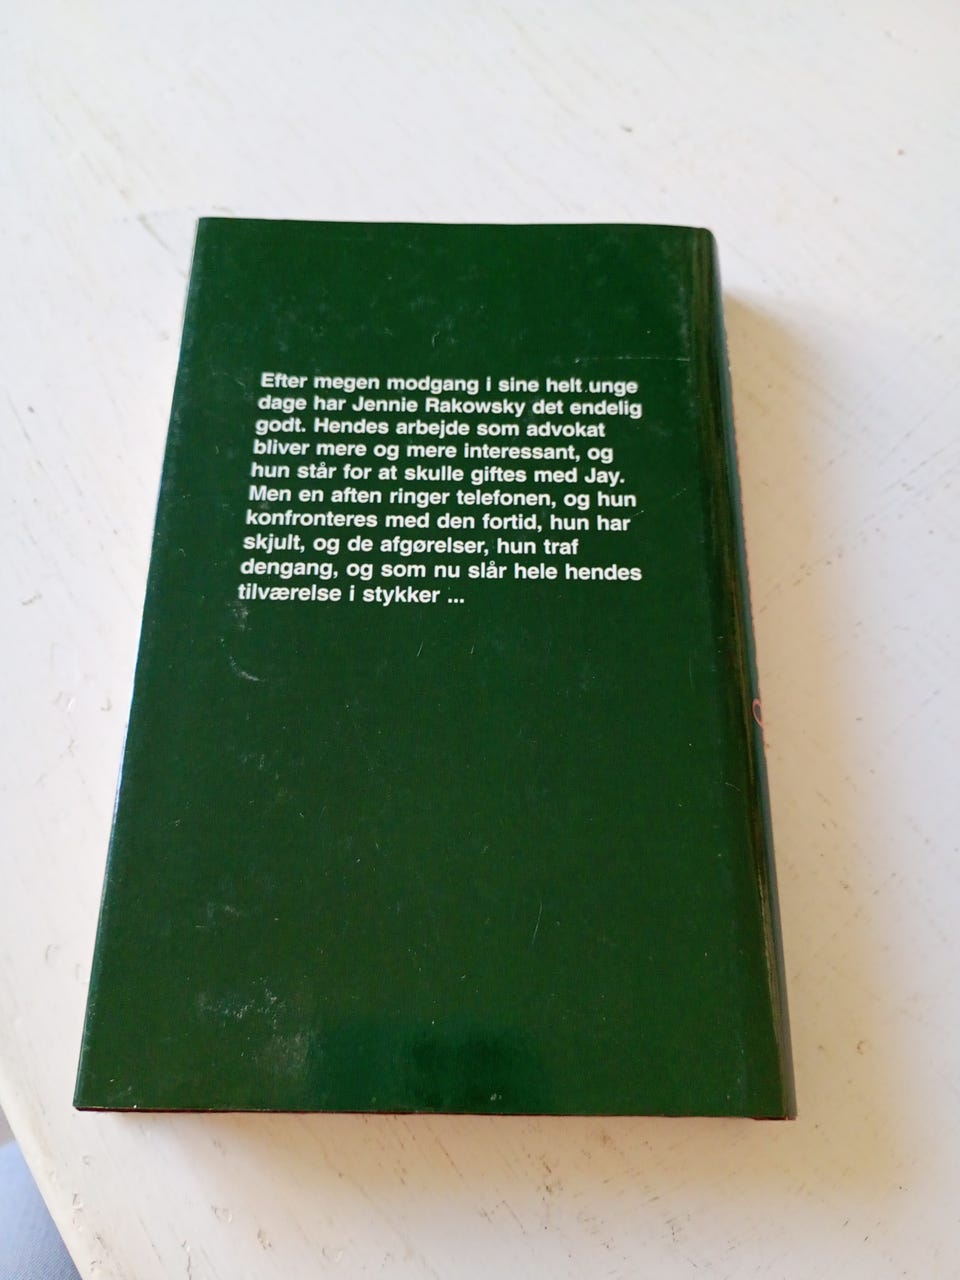 Efter megen modgang i sine helt unge
dage har Jennie Rakowsky det endelig
godt. Hendes arbejde som advokat
bliver mere og mere interessant, og
hun står for at skulle giftes med Jay.
Men en aften ringer telefonen, og hun
konfronteres med den fortid, hun har
skjult, og de afgørelser, hun traf
dengang, og som nu slår hele hendes
tilværelse i stykker ...